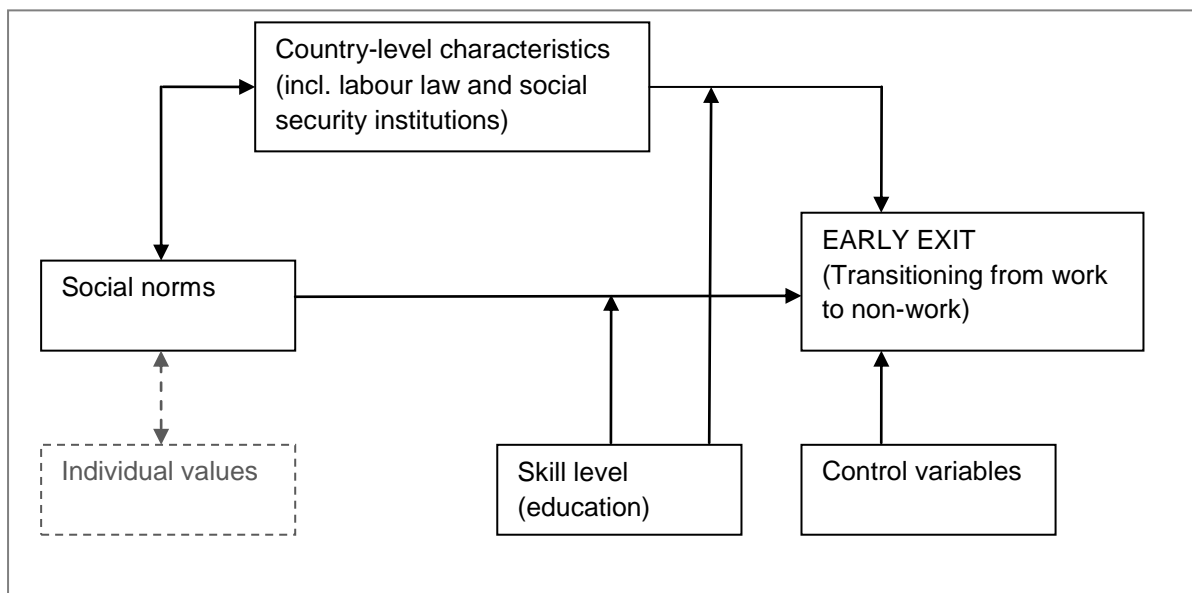 Country-level characteristics
(incl. labour law and social
security institutions)
EARLY EXIT
(Transitioning from work
to non-work)
Social norms
Individual values
Skill level
(education)
Control variables